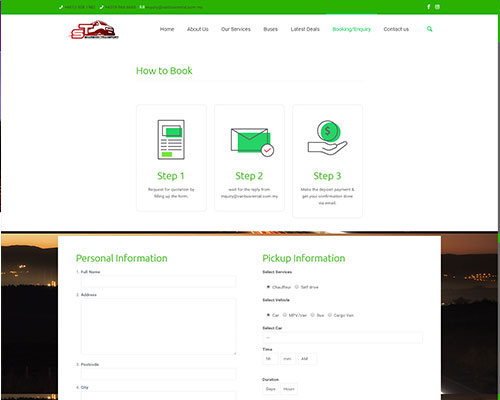 Home
About Us
Our Services
Buses
Latest Deals
Booking/Enquiry
Contact us
How to Book
Step 1
Request for quotation by
filling up the form.
Step 2
wait for the reply from
enquiry@vanbusrental.com.my
Step 3
Make the deposit payment &
get your confirmation slip
via email.
Personal Information
1. Full Name
2. Address
3. Postcode
4. City
Pickup Information
Select Services
Chauffeur Self drive
Select Vehicle
Car MPV/Van Bus Cargo Van
Select Car
Time
mm AM
Duration
Days Hours